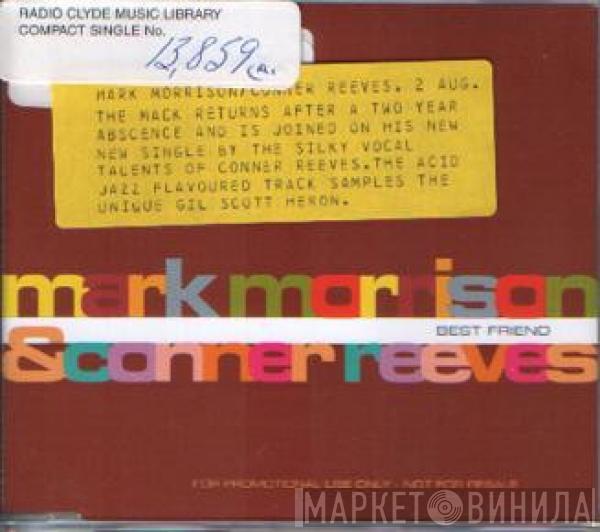 RADIO CLYDE MUSIC LIBRARY
COMPACT SINGLE No.
13,859
MARK MORRISON/CONNER REEVES. 2 AUG.
THE MACK RETURNS AFTER A TWO YEAR
ABSCENCE AND IS JOINED ON HIS NEW
NEW SINGLE BY THE SILKY VOCAL
TALENTS OF CONNER REEVES.THE ACID
JAZZ FLAVOURED TRACK SAMPLES THE
UNIQUE GIL SCOTT HERON.
mark morrison
BEST FRIEND
&conner reeves
FOR PROMOTIONAL USE ONLY - NOT FOR RESALE
МАРКЕТВИНИЛА